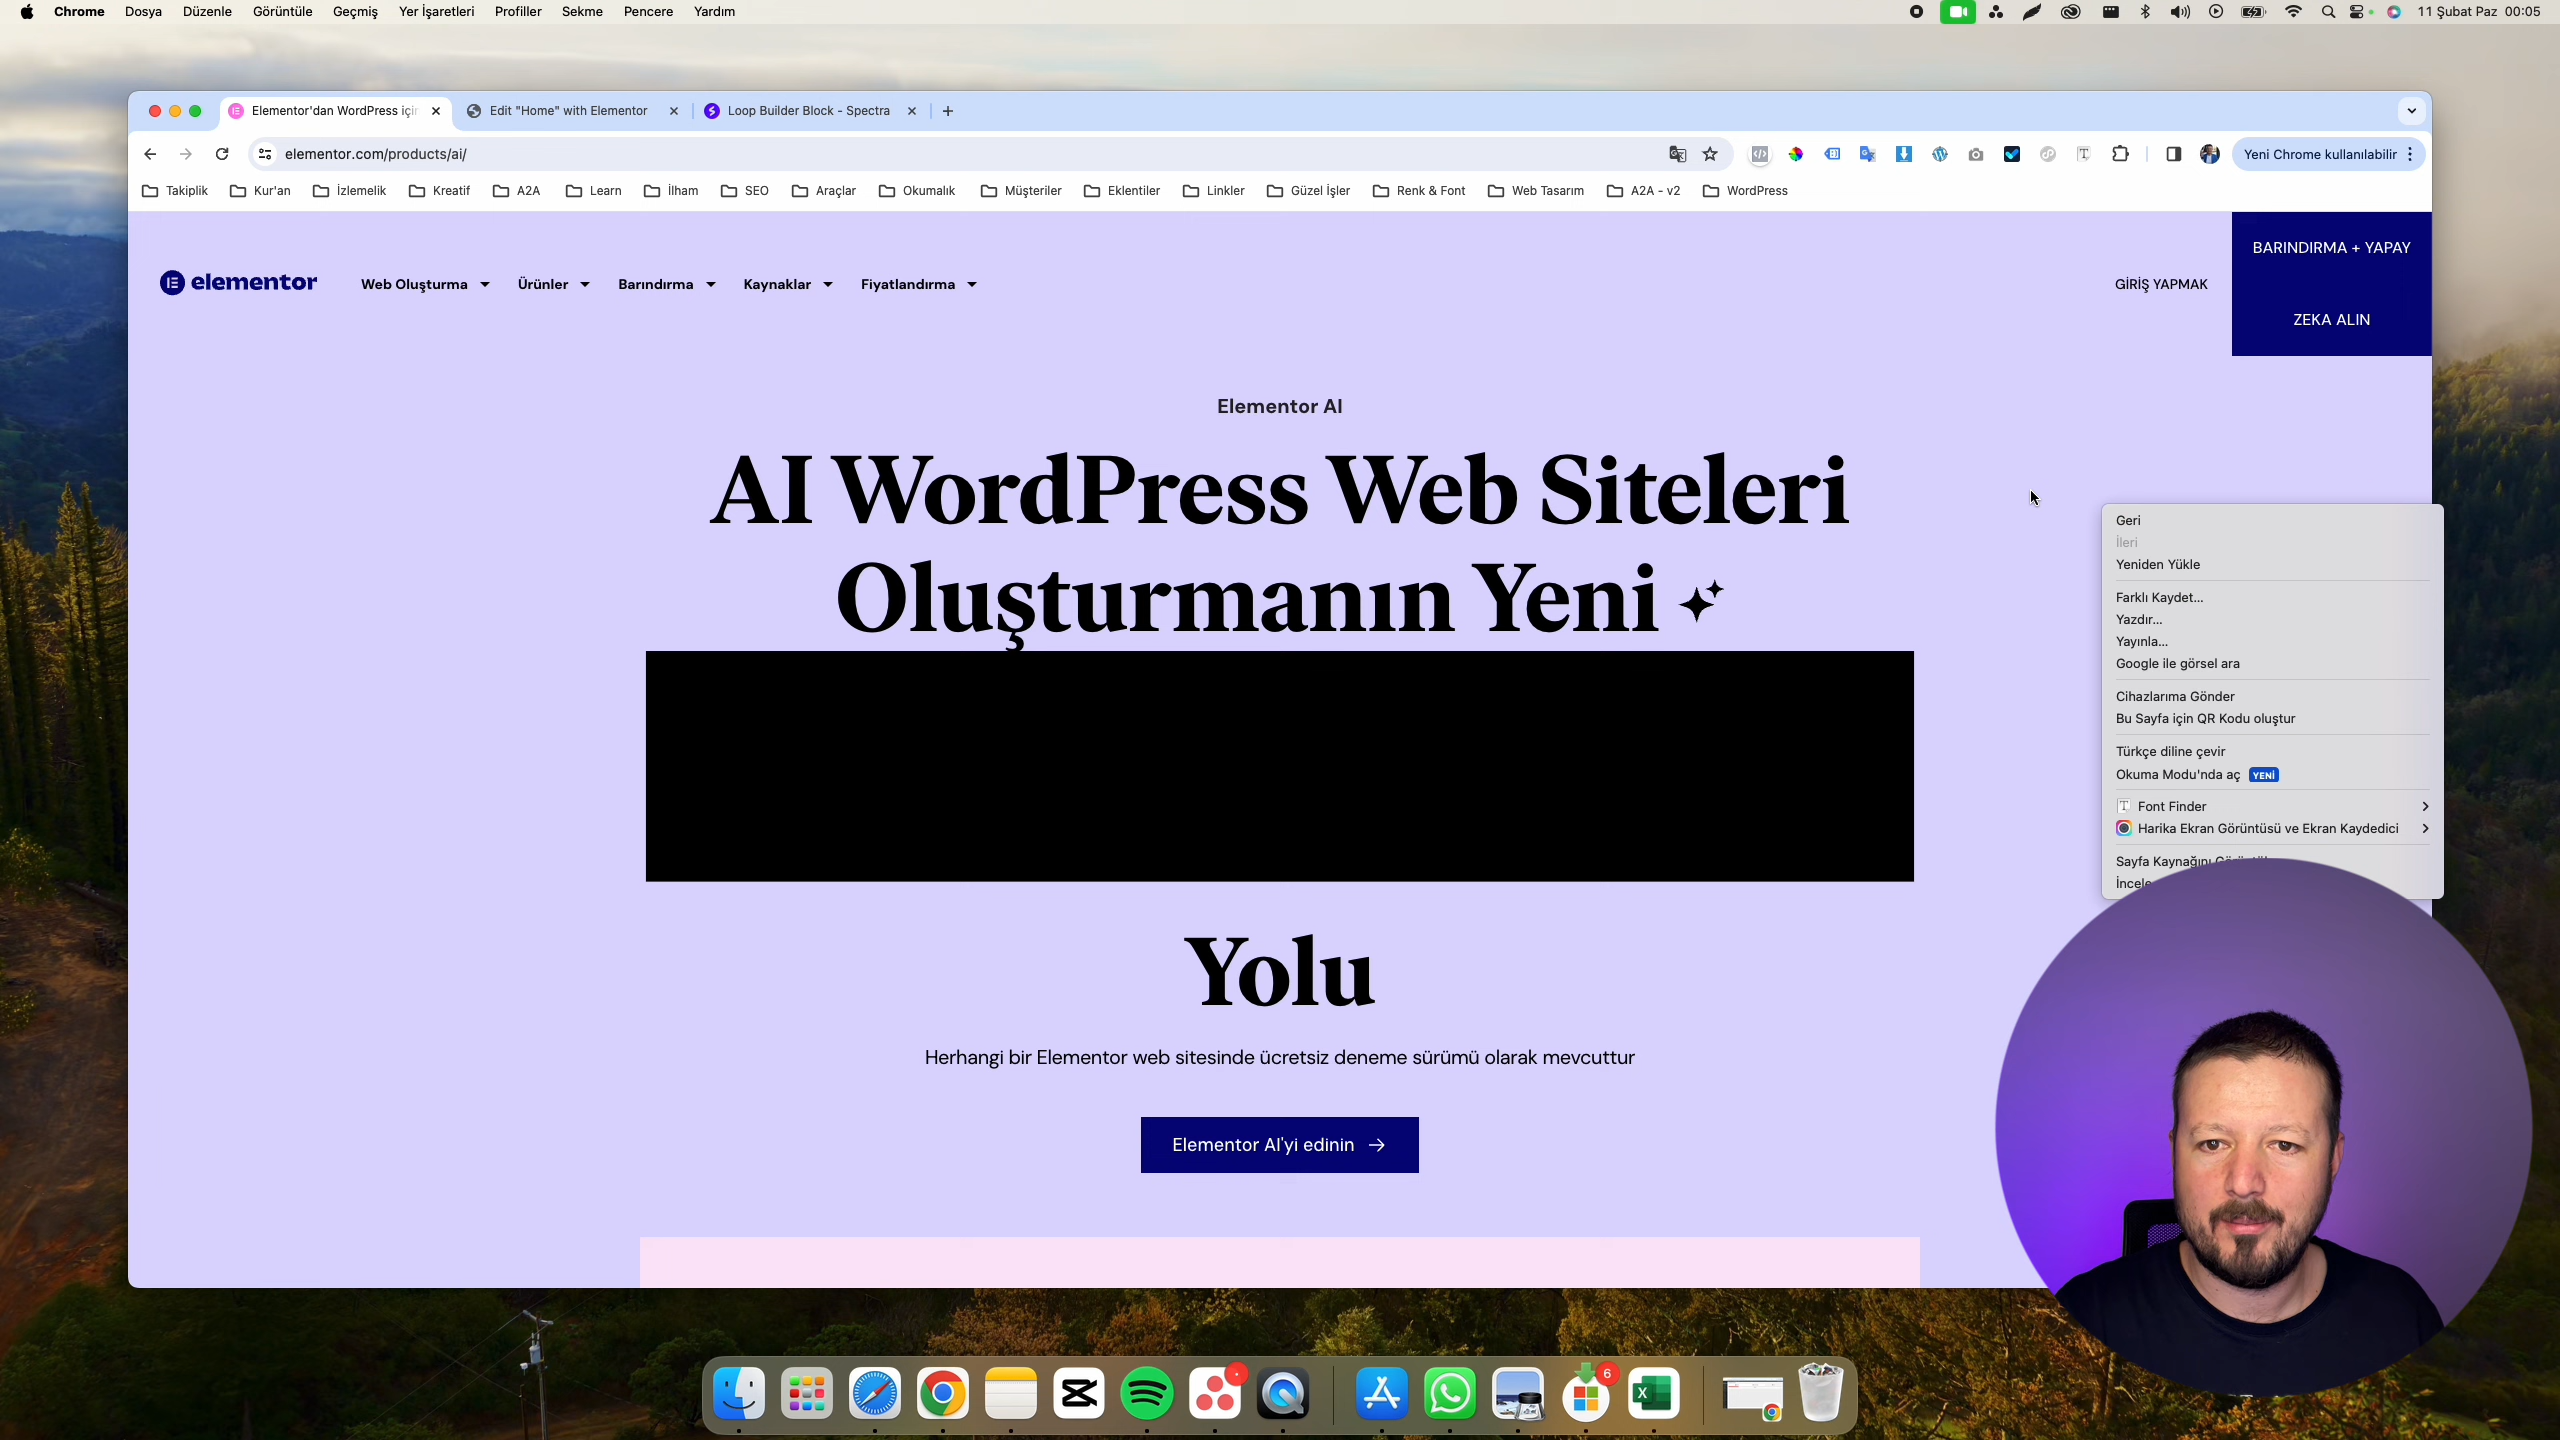 Chrome Dosya Düzenle Görüntüle Geçmiş Yer İşaretleri Profiller Sekme Pencere Yardım
11 Şubat Paz 00:05
Elementor'dan WordPress için
Edit "Home" with Elementor
Loop Builder Block - Spectra
elementor.com/products/ai/
Yeni Chrome kullanılabilir
Takiplik Kur'an İzlemelik Kreatif A2A Learn İlham SEO Araçlar Okumalık Müşteriler Eklentiler Linkler Güzel İşler Renk & Font Web Tasarım A2A - v2 WordPress
elementor
Web Oluşturma Ürünler Barındırma Kaynaklar Fiyatlandırma
GİRİŞ YAPMAK
BARINDIRMA + YAPAY
ZEKA ALIN
Elementor AI
AI WordPress Web Siteleri
Oluşturmanın Yeni
Yolu
Herhangi bir Elementor web sitesinde ücretsiz deneme sürümü olarak mevcuttur
Elementor AI'yi edinin
Geri
İleri
Yeniden Yükle
Farklı Kaydet...
Yazdır...
Yayınla...
Google ile görsel ara
Cihazlarıma Gönder
Bu Sayfa için QR Kodu oluştur
Türkçe diline çevir
Okuma Modu'nda aç YENİ
Font Finder
Harika Ekran Görüntüsü ve Ekran Kaydedici
Sayfa Kaynağını
İncele
6